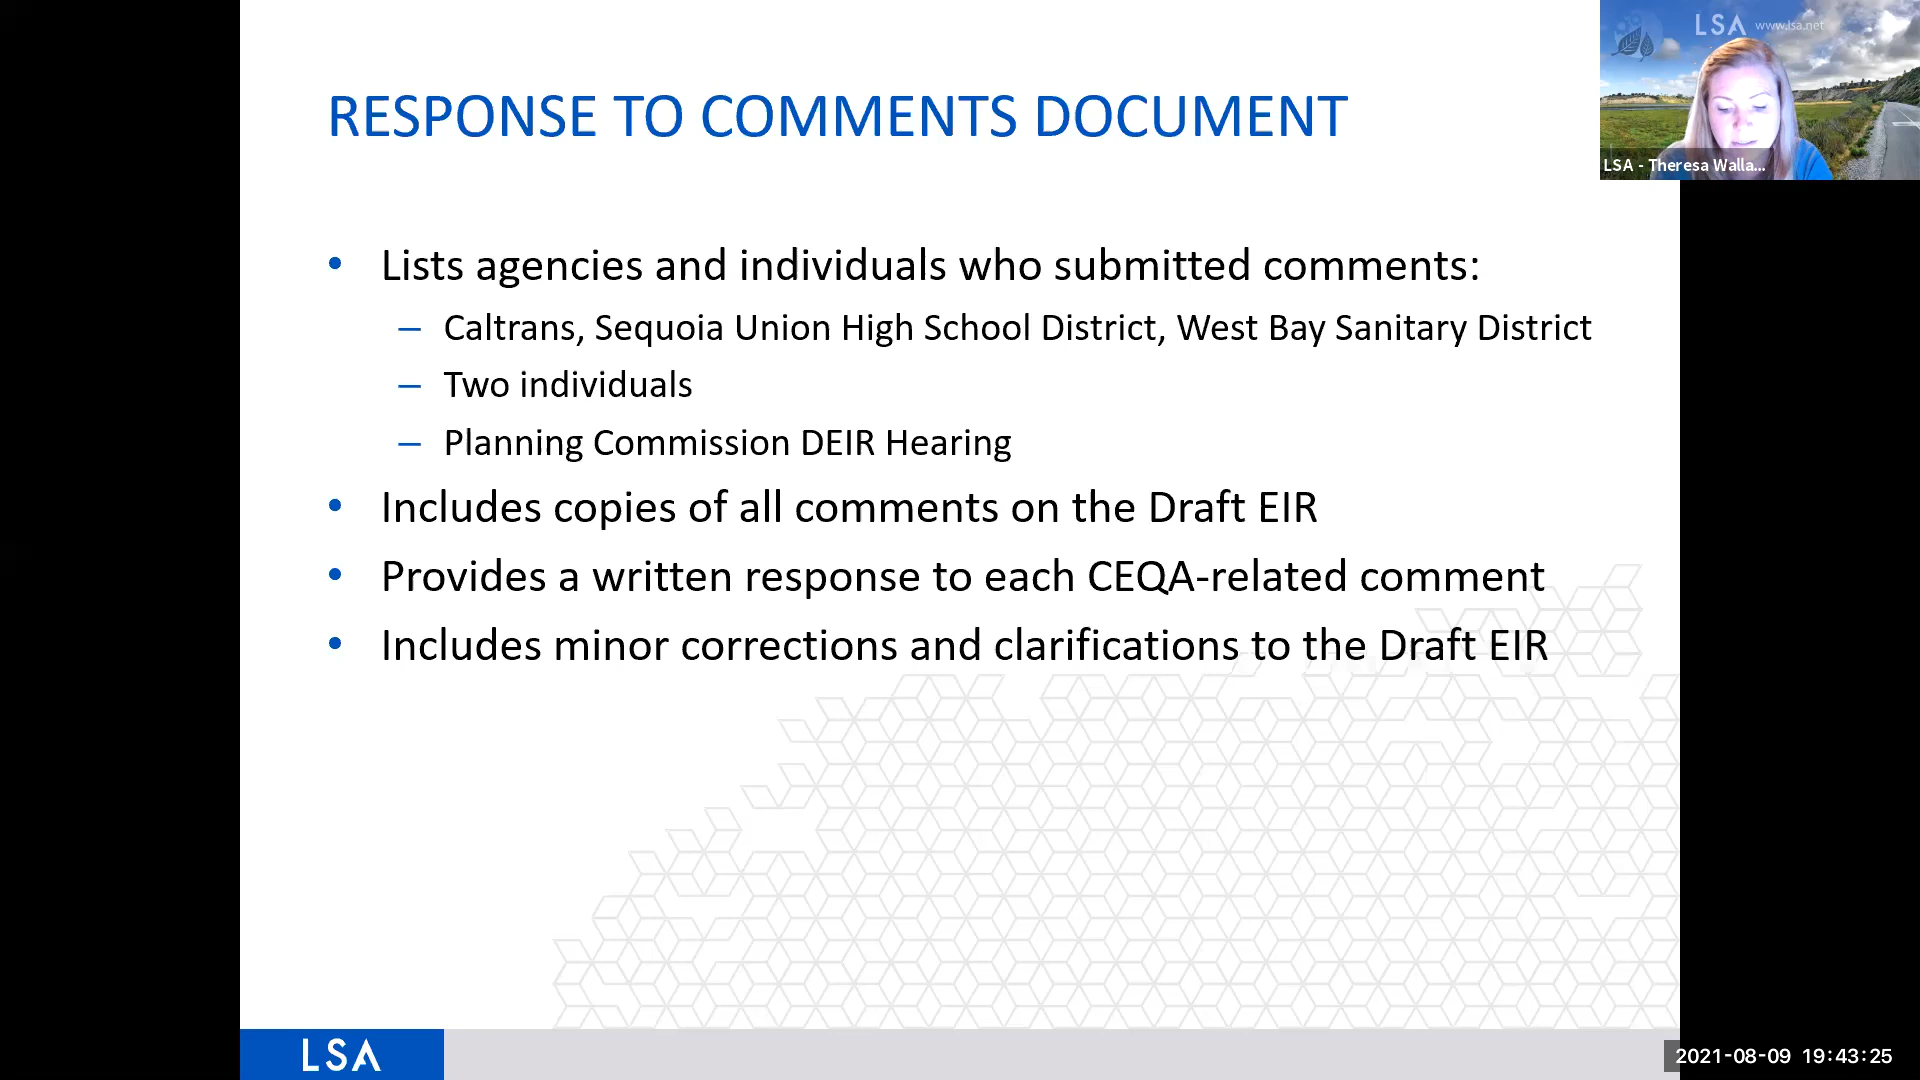 LSA www.lsa.net
RESPONSE TO COMMENTS DOCUMENT
LSA - Theresa Walla...
• Lists agencies and individuals who submitted comments:
– Caltrans, Sequoia Union High School District, West Bay Sanitary District
– Two individuals
– Planning Commission DEIR Hearing
• Includes copies of all comments on the Draft EIR
• Provides a written response to each CEQA-related comment
• Includes minor corrections and clarifications to the Draft EIR
LSA
2021-08-09 19:43:25